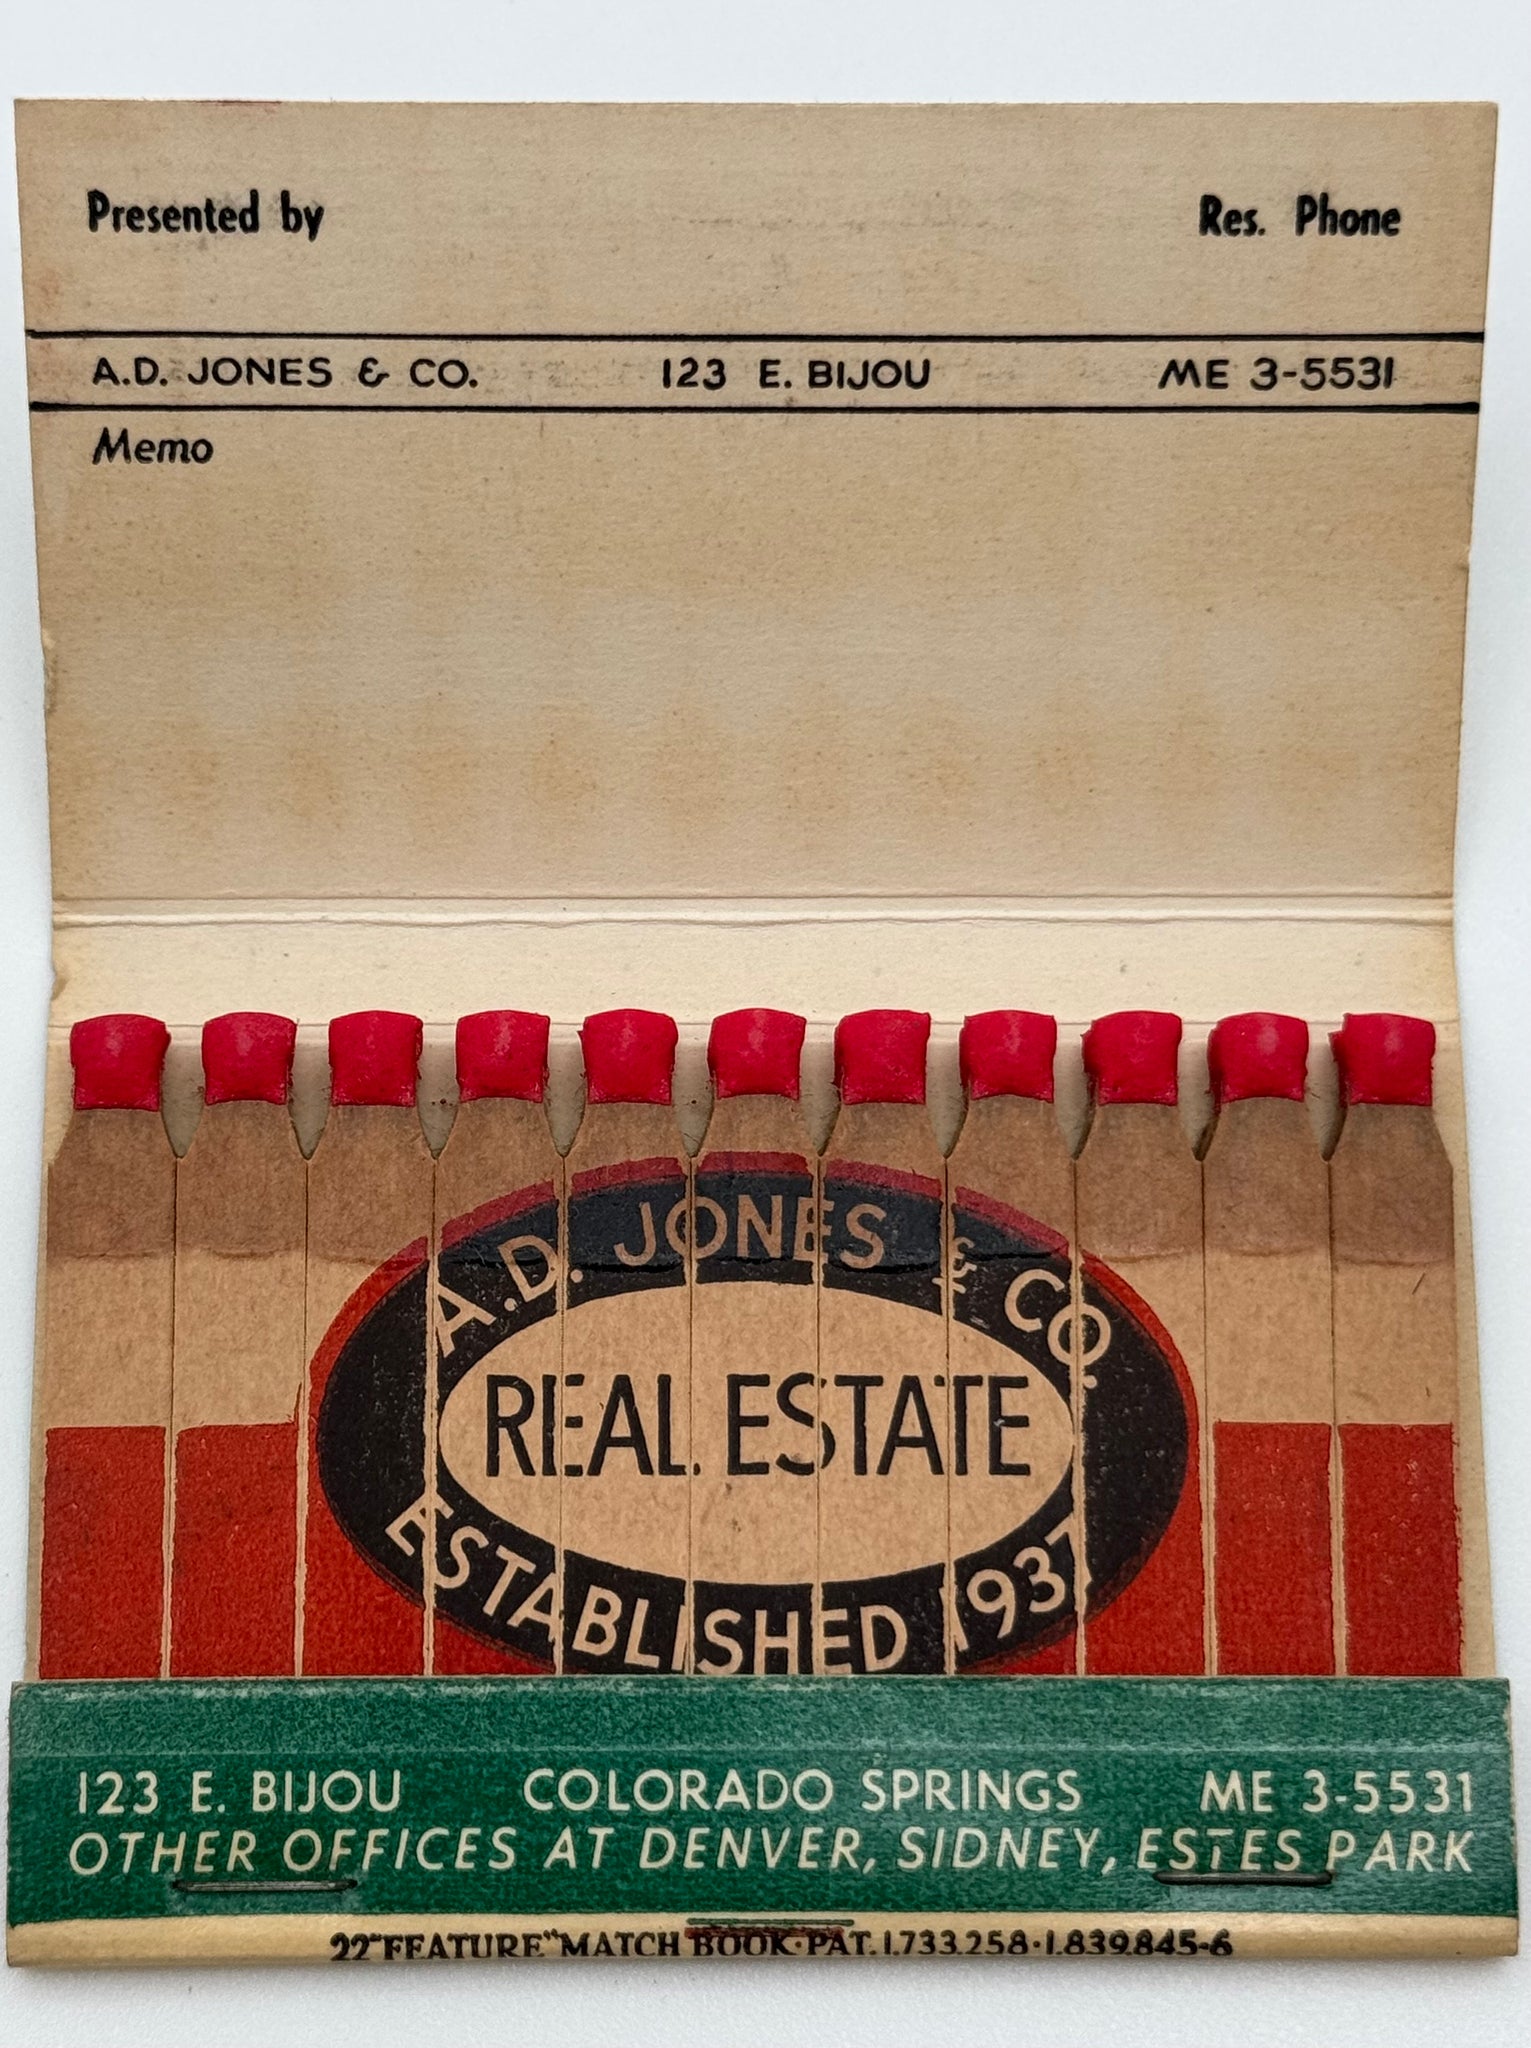 Presented by Res. Phone
A.D. JONES & CO. 123 E. BIJOU ME 3-5531
Memo
A.D. JONES & CO.
REAL ESTATE
ESTABLISHED 1937
123 E. BIJOU COLORADO SPRINGS ME 3-5531
OTHER OFFICES AT DENVER, SIDNEY, ESTES PARK
22"FEATURE"MATCH BOOK·PAT.1.733.258·1.839.845-6